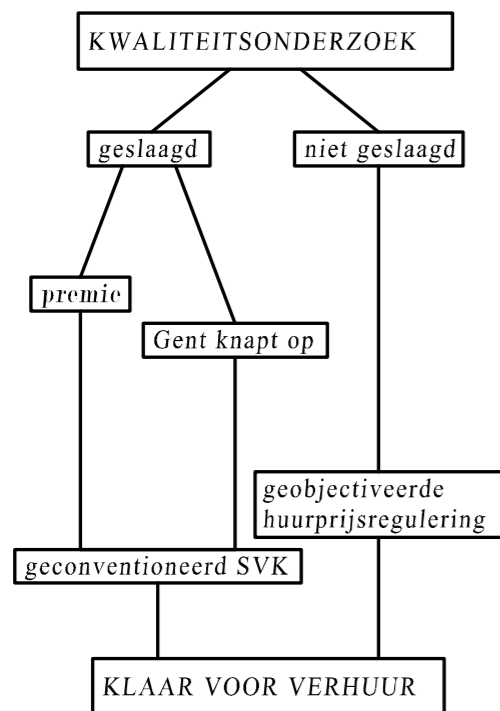 KWALITEITSONDERZOEK
geslaagd
niet geslaagd
premie
Gent knapt op
geobjectiveerde
huurprijsregulering
geconventioneerd SVK
KLAAR VOOR VERHUUR